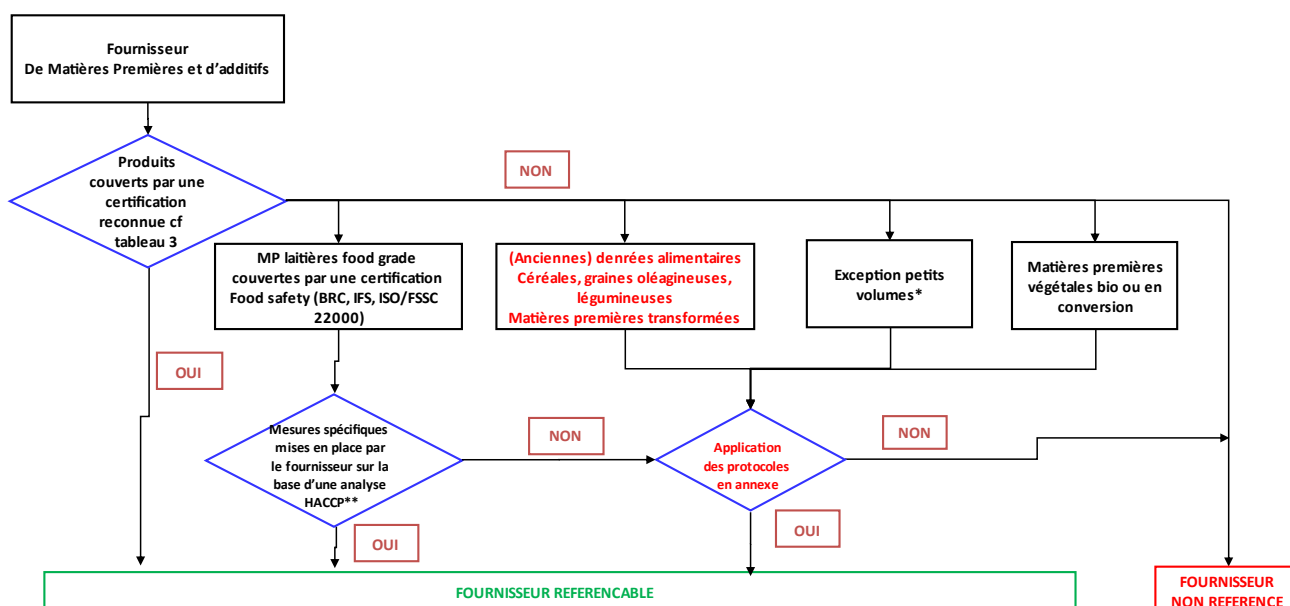 Fournisseur
De Matières Premières et d'additifs
Produits
couverts par une
certification
reconnue cf
tableau 3
NON
MP laitières food grade
couvertes par une certification
Food safety (BRC, IFS, ISO/FSSC
22000)
(Anciennes) denrées alimentaires
Céréales, graines oléagineuses,
légumineuses
Matières premières transformées
Exception petits
volumes*
Matières premières
végétales bio ou en
conversion
OUI
Mesures spécifiques
mises en place par
le fournisseur sur la
base d'une analyse
HACCP**
NON
Application
des protocoles
en annexe
NON
OUI
OUI
FOURNISSEUR REFERENCABLE
FOURNISSEUR
NON REFERENCE